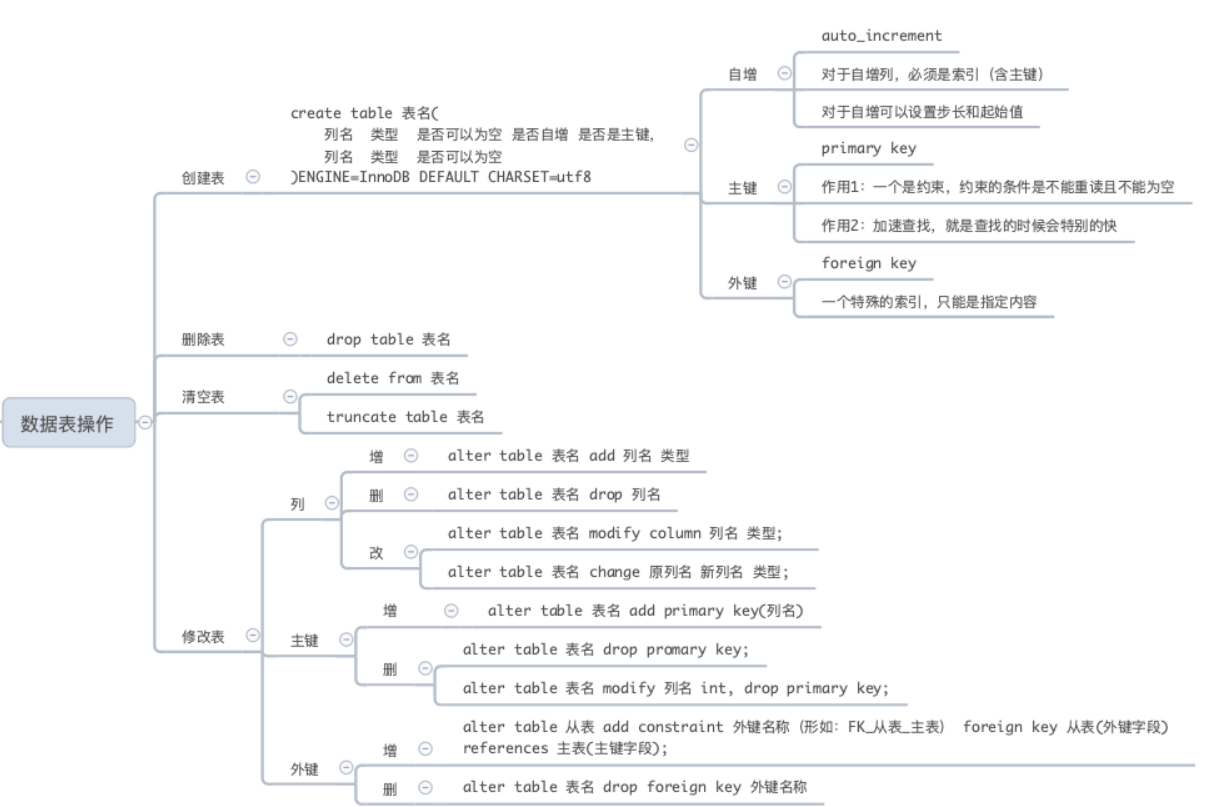 数据表操作
创建表
create table 表名(
列名 类型 是否可以为空 是否自增 是否是主键,
列名 类型 是否可以为空
)ENGINE=InnoDB DEFAULT CHARSET=utf8
自增
auto_increment
对于自增列，必须是索引（含主键）
对于自增可以设置步长和起始值
主键
primary key
作用1：一个是约束，约束的条件是不能重读且不能为空
作用2：加速查找，就是查找的时候会特别的快
外键
foreign key
一个特殊的索引，只能是指定内容
删除表
drop table 表名
清空表
delete from 表名
truncate table 表名
修改表
列
增
alter table 表名 add 列名 类型
删
alter table 表名 drop 列名
改
alter table 表名 modify column 列名 类型;
alter table 表名 change 原列名 新列名 类型;
主键
增
alter table 表名 add primary key(列名)
删
alter table 表名 drop promary key;
alter table 表名 modify 列名 int, drop primary key;
外键
增
alter table 从表 add constraint 外键名称（形如：FK_从表_主表） foreign key 从表(外键字段)
references 主表(主键字段);
删
alter table 表名 drop foreign key 外键名称